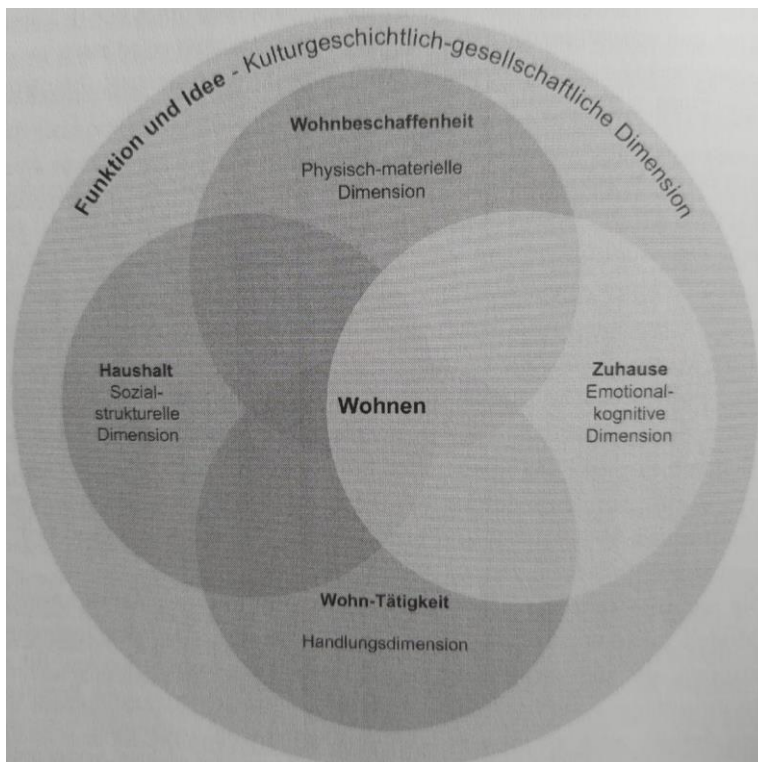 Funktion und Idee - Kulturgeschichtlich-gesellschaftliche Dimension
Wohnbeschaffenheit
Physisch-materielle
Dimension
Haushalt
Sozial-
strukturelle
Dimension
Wohnen
Zuhause
Emotional-
kognitive
Dimension
Wohn-Tätigkeit
Handlungsdimension